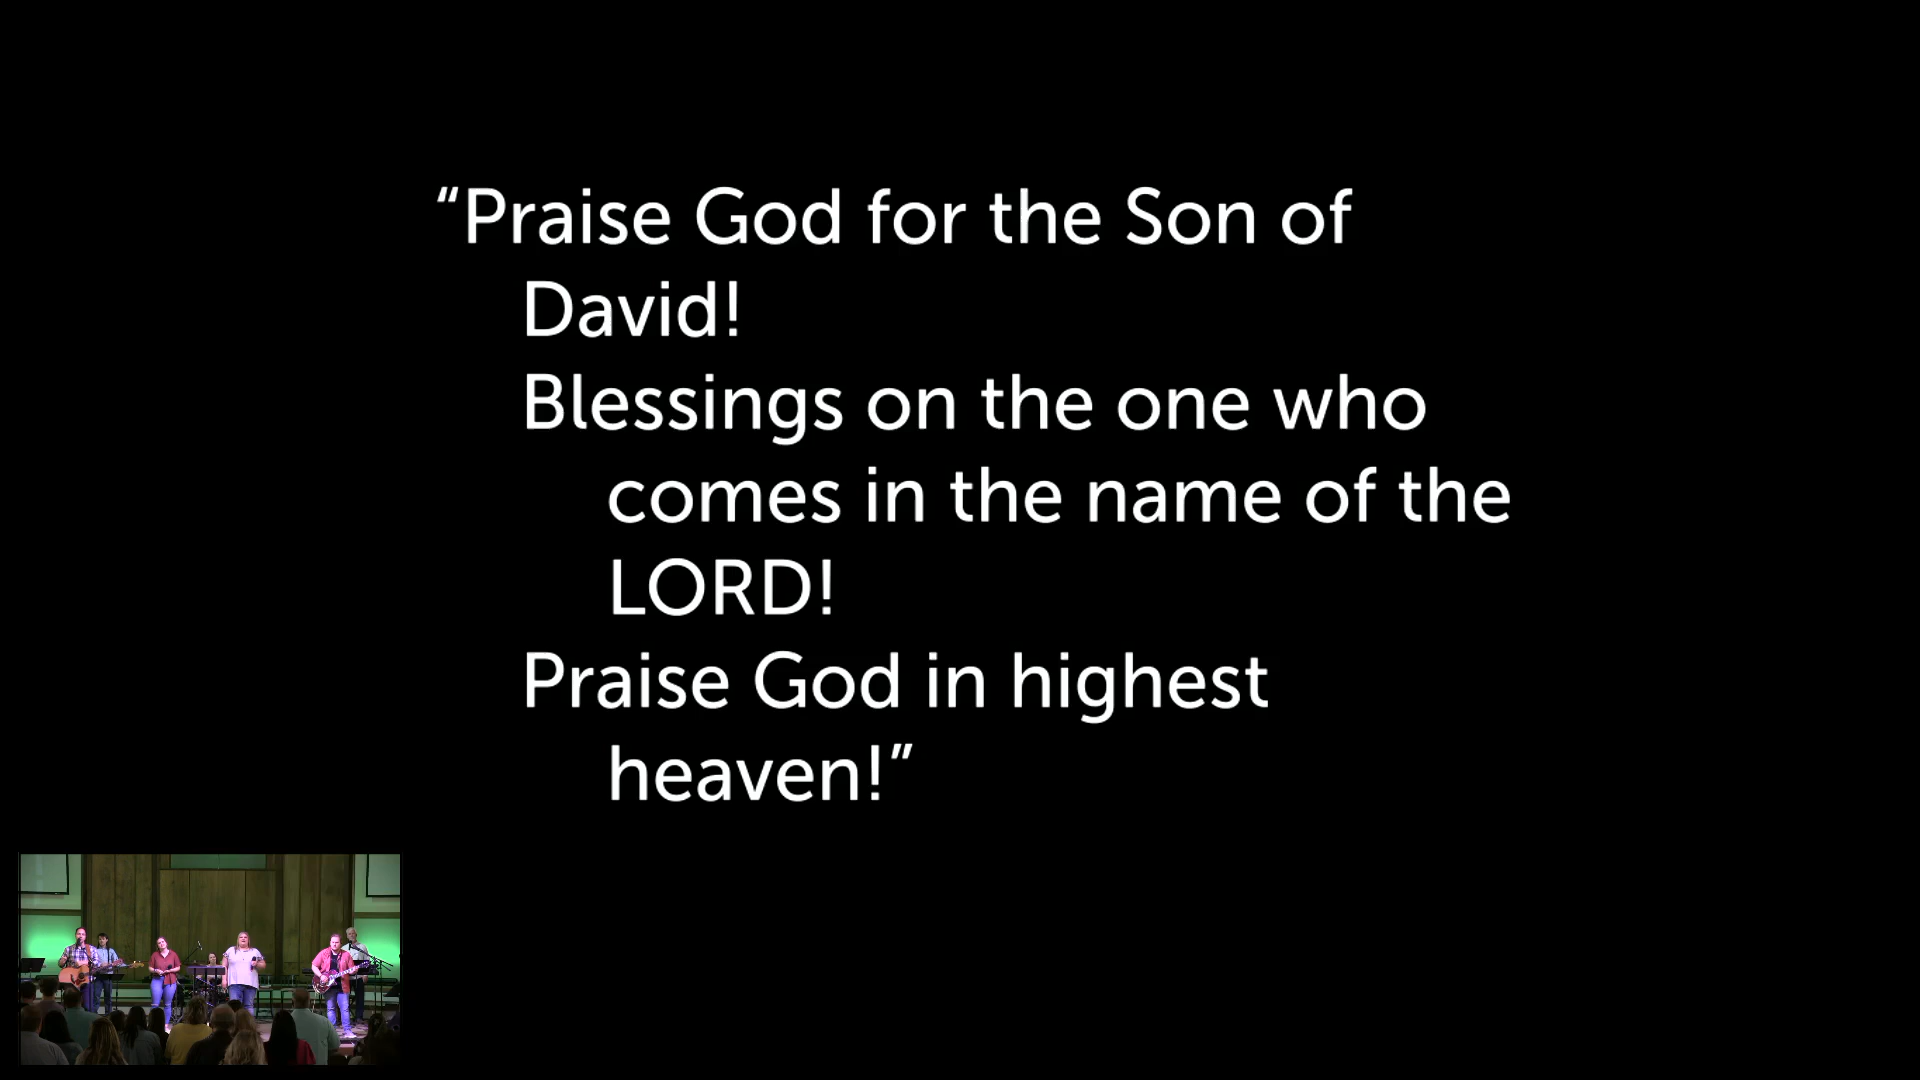 “Praise God for the Son of
David!
Blessings on the one who
comes in the name of the
LORD!
Praise God in highest
heaven!”